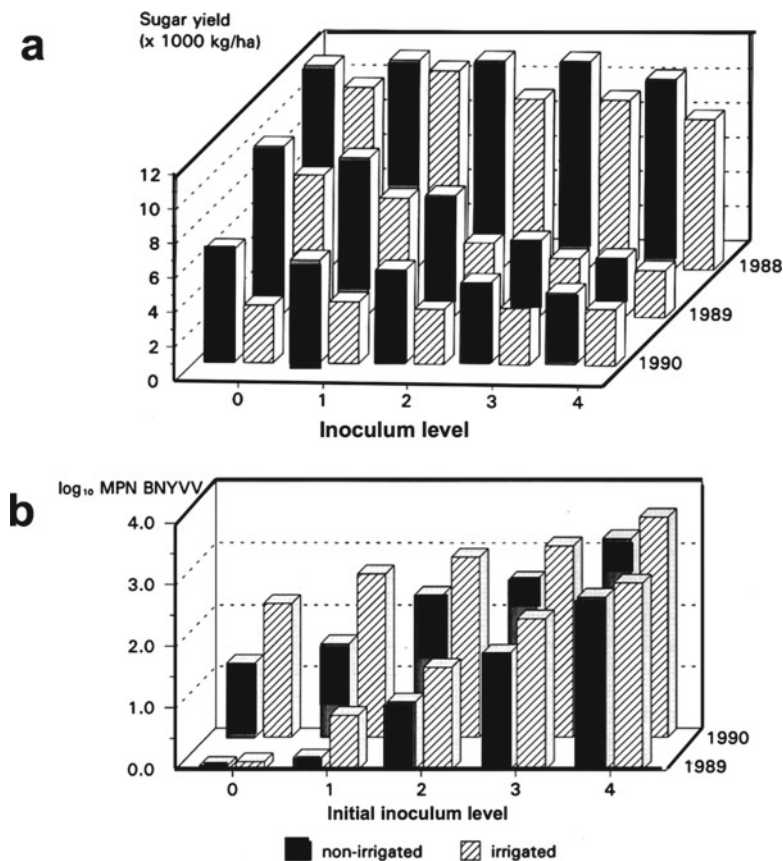 a
Sugar yield
(x 1000 kg/ha)
12
10
8
6
4
2
0
1988
1989
1990
0 1 2 3 4
Inoculum level
b
log₁₀ MPN BNYVV
4.0
3.0
2.0
1.0
0.0
1990
1989
0 1 2 3 4
Initial inoculum level
non-irrigated irrigated